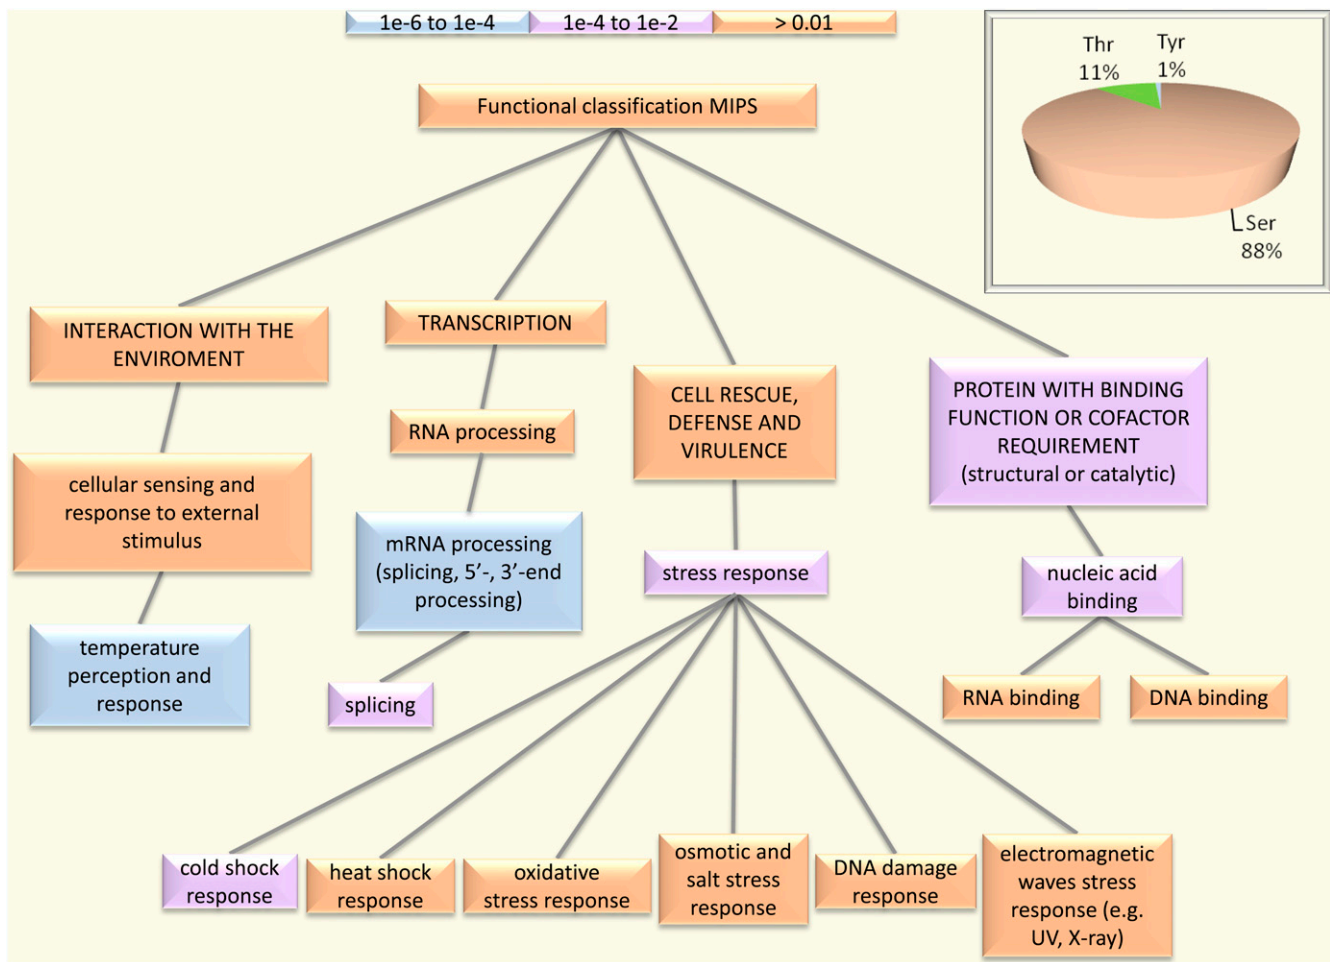 1e-6 to 1e-4
1e-4 to 1e-2
> 0.01
Thr
11%
Tyr
1%
Ser
88%
Functional classification MIPS
INTERACTION WITH THE
ENVIROMENT
TRANSCRIPTION
CELL RESCUE,
DEFENSE AND
VIRULENCE
PROTEIN WITH BINDING
FUNCTION OR COFACTOR
REQUIREMENT
(structural or catalytic)
RNA processing
cellular sensing and
response to external
stimulus
mRNA processing
(splicing, 5’-, 3’-end
processing)
stress response
nucleic acid
binding
temperature
perception and
response
splicing
RNA binding
DNA binding
cold shock
response
heat shock
response
oxidative
stress response
osmotic and
salt stress
response
DNA damage
response
electromagnetic
waves stress
response (e.g.
UV, X-ray)